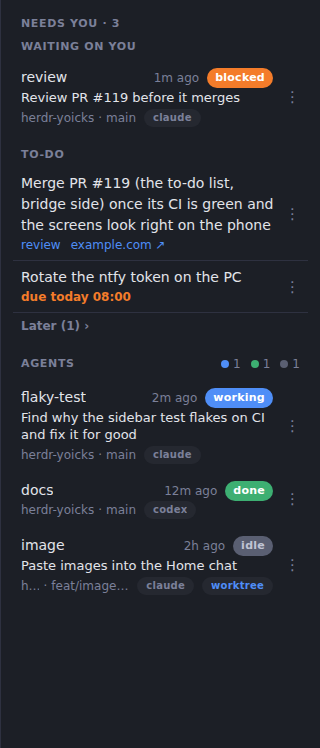 NEEDS YOU · 3
WAITING ON YOU
review 1m ago blocked
Review PR #119 before it merges
herdr-yoicks · main claude
TO-DO
Merge PR #119 (the to-do list,
bridge side) once its CI is green and
the screens look right on the phone
review example.com ↗
Rotate the ntfy token on the PC
due today 08:00
Later (1) ›
AGENTS 1 1 1
flaky-test 2m ago working
Find why the sidebar test flakes on CI
and fix it for good
herdr-yoicks · main claude
docs 12m ago done
herdr-yoicks · main codex
image 2h ago idle
Paste images into the Home chat
h… · feat/image… claude worktree